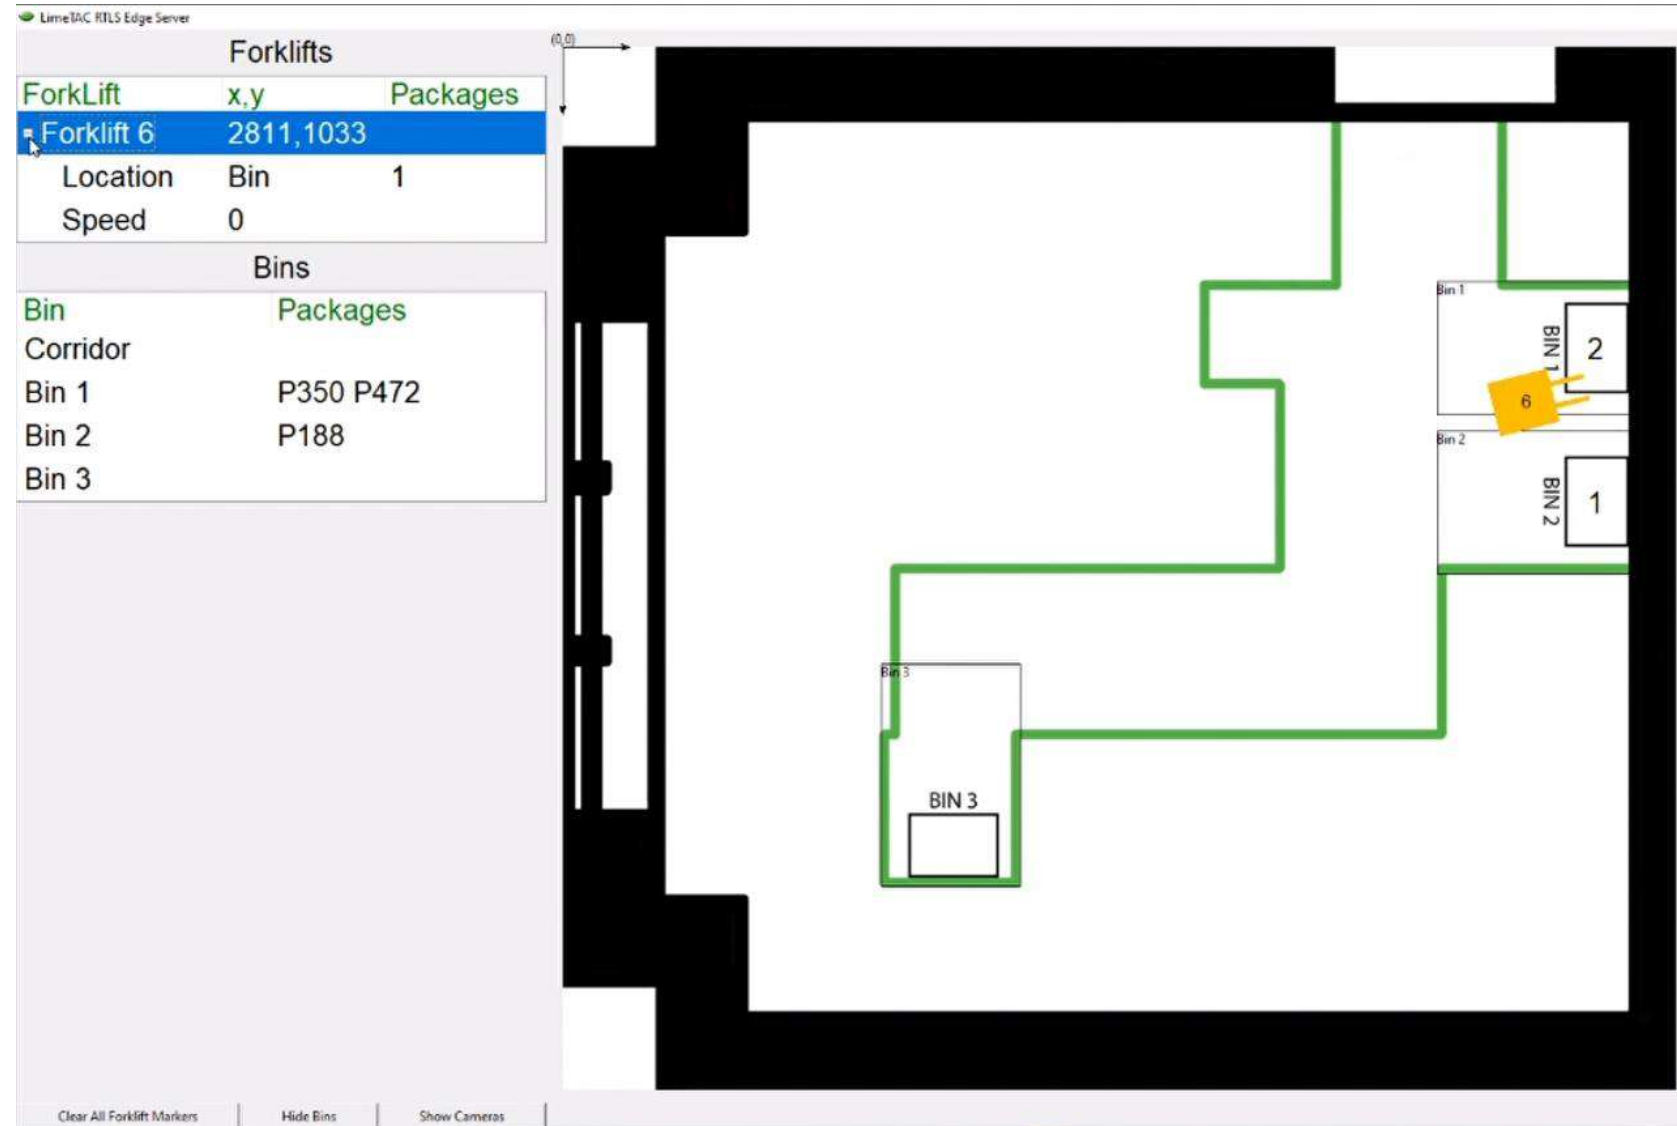 LimeTAC RTLS Edge Server
Forklifts
ForkLift x,y Packages
Forklift 6 2811,1033
Location Bin 1
Speed 0
Bins
Bin Packages
Corridor
Bin 1 P350 P472
Bin 2 P188
Bin 3
Clear All Forklift Markers Hide Bins Show Cameras
(0,0)
Bin 1
BIN 1
2
6
Bin 2
BIN 2
1
Bin 3
BIN 3